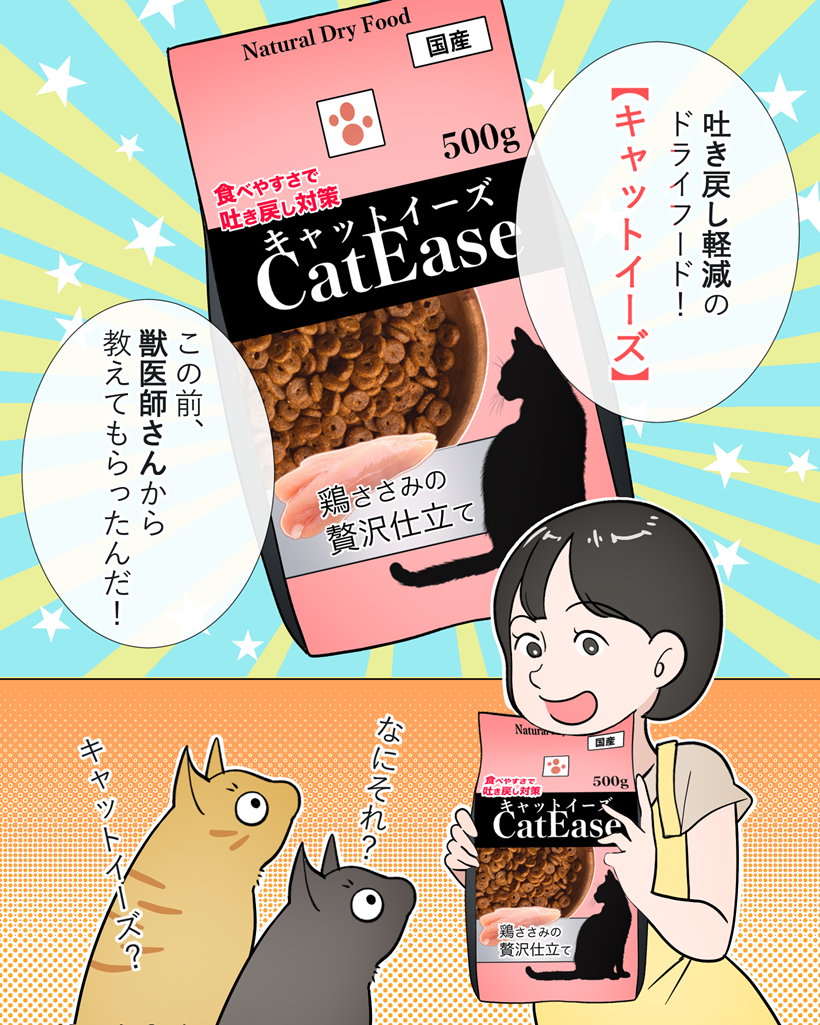 Natural Dry Food
国産
500g
食べやすさで
吐き戻し対策
キャットイーズ
CatEase
鶏ささみの
贅沢仕立て
吐き戻し軽減の
ドライフード！
【キャットイーズ】
この前、
獣医師さんから
教えてもらったんだ！
なにそれ？
キャットイーズ？
国産
500g
食べやすさで
吐き戻し対策
キャットイーズ
CatEase
鶏ささみの
贅沢仕立て